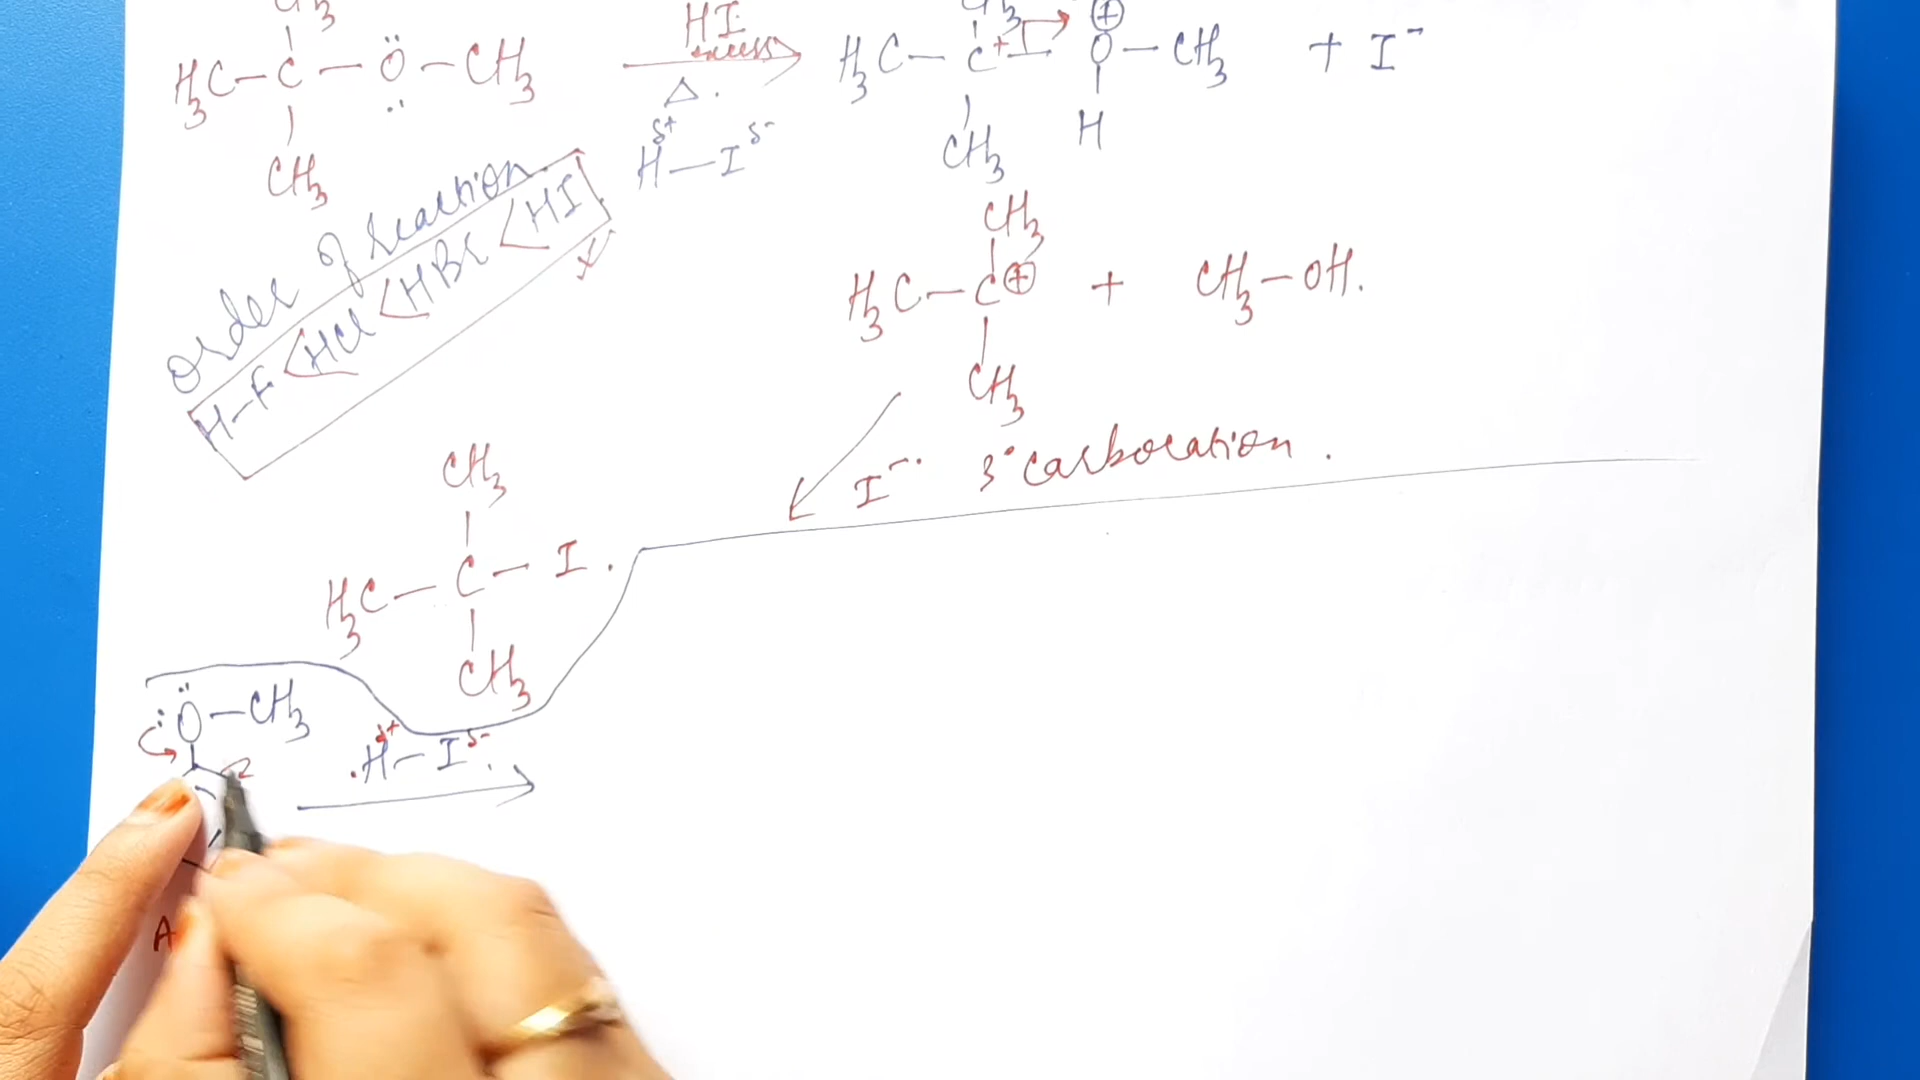 CH3 HI CH3 ⊕
H3C—C—Ö—CH3 excess H3C—C+—O—CH3 + I⁻
Δ.
CH3 H
δ+ δ-
H—I
CH3
Order of reaction
H-F<HCl<HBr<HI
CH3
H3C—C⊕ + CH3—OH.
CH3
I⁻. 3°carbocation.
CH3
H3C—C—I.
CH3
:Ö—CH3
δ+ δ-
.H—I.
A